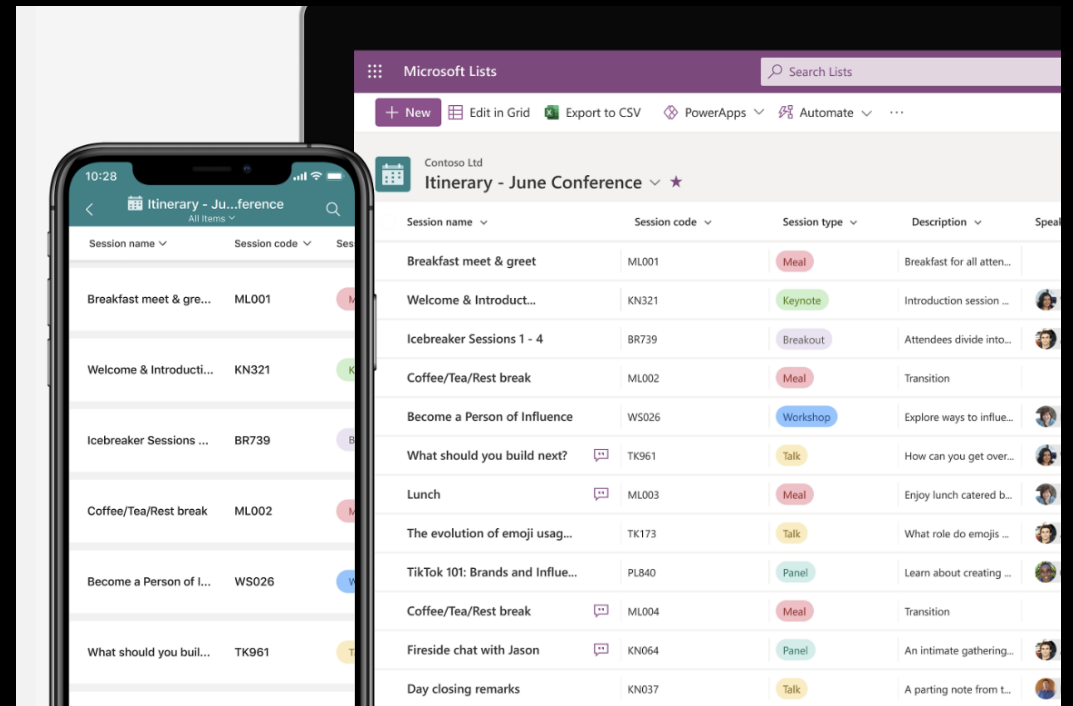 10:28
Itinerary - Ju...ference
All Items
Session name Session code Ses
Breakfast meet & gre... ML001 M
Welcome & Introducti... KN321 K
Icebreaker Sessions ... BR739 B
Coffee/Tea/Rest break ML002 M
Become a Person of I... WS026 W
What should you buil... TK961 T
Microsoft Lists Search Lists
New Edit in Grid Export to CSV PowerApps Automate ...
Contoso Ltd
Itinerary - June Conference
Session name Session code Session type Description Speal
Breakfast meet & greet ML001 Meal Breakfast for all atten...
Welcome & Introduct... KN321 Keynote Introduction session ...
Icebreaker Sessions 1 - 4 BR739 Breakout Attendees divide into...
Coffee/Tea/Rest break ML002 Meal Transition
Become a Person of Influence WS026 Workshop Explore ways to influe...
What should you build next? TK961 Talk How can you get over...
Lunch ML003 Meal Enjoy lunch catered b...
The evolution of emoji usag... TK173 Talk What role do emojis ...
TikTok 101: Brands and Influe... PL840 Panel Learn about creating ...
Coffee/Tea/Rest break ML004 Meal Transition
Fireside chat with Jason KN064 Panel An intimate gathering...
Day closing remarks KN037 Talk A parting note from t...